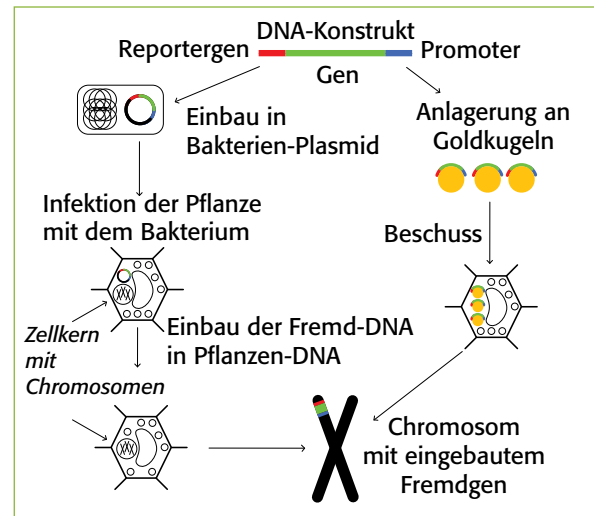 DNA-Konstrukt
Reportergen
Promoter
Gen
Einbau in
Bakterien-Plasmid
Anlagerung an
Goldkugeln
Infektion der Pflanze
mit dem Bakterium
Beschuss
Einbau der Fremd-DNA
in Pflanzen-DNA
Zellkern
mit
Chromosomen
Chromosom
mit eingebautem
Fremdgen